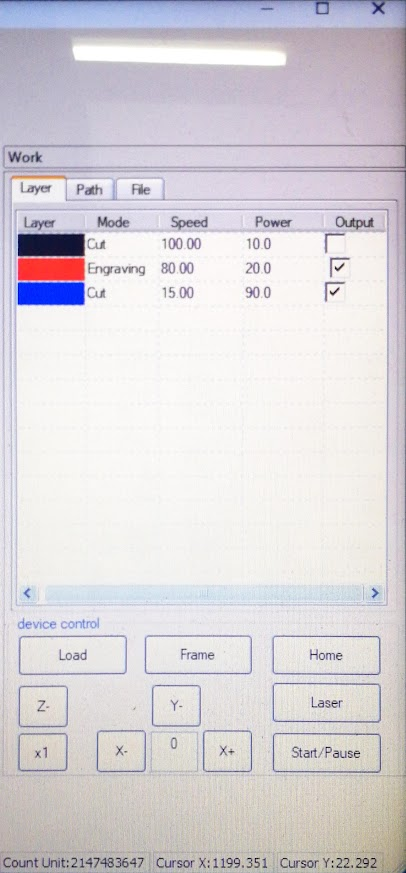 Work
Layer Path File
Layer Mode Speed Power Output
Cut 100.00 10.0
Engraving 80.00 20.0
Cut 15.00 90.0
device control
Load Frame Home
Z- Y- Laser
x1 X- 0 X+ Start/Pause
Count Unit:2147483647 Cursor X:1199.351 Cursor Y:22.292